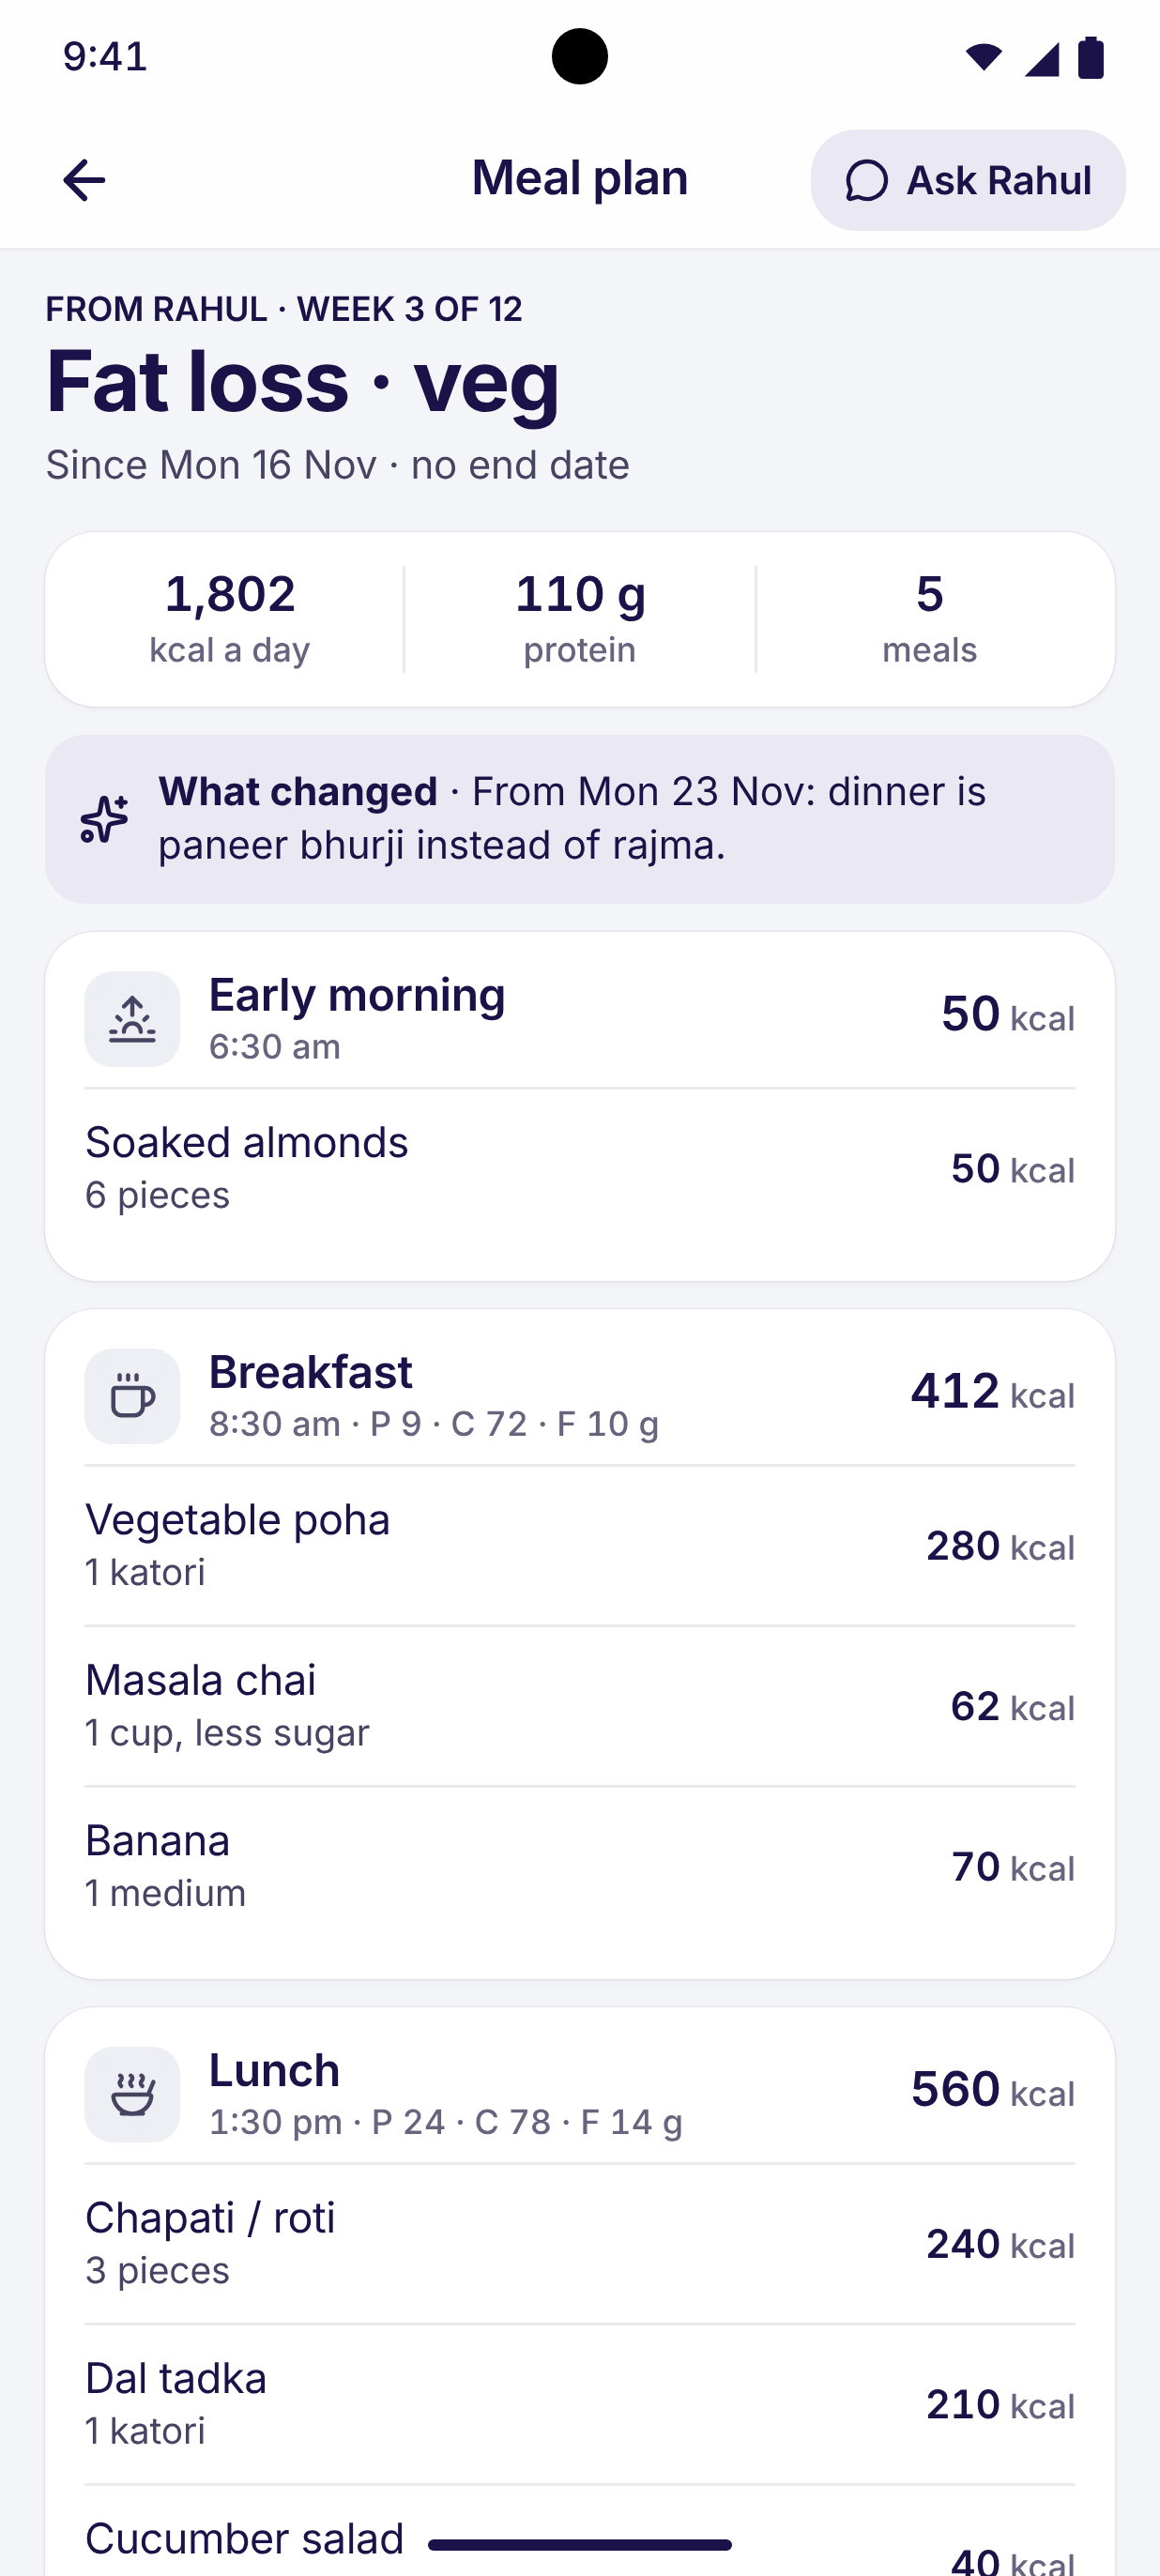 9:41
Meal plan
Ask Rahul
FROM RAHUL · WEEK 3 OF 12
Fat loss · veg
Since Mon 16 Nov · no end date
1,802
kcal a day
110 g
protein
5
meals
What changed · From Mon 23 Nov: dinner is
paneer bhurji instead of rajma.
Early morning
6:30 am
50 kcal
Soaked almonds
6 pieces
50 kcal
Breakfast
8:30 am · P 9 · C 72 · F 10 g
412 kcal
Vegetable poha
1 katori
280 kcal
Masala chai
1 cup, less sugar
62 kcal
Banana
1 medium
70 kcal
Lunch
1:30 pm · P 24 · C 78 · F 14 g
560 kcal
Chapati / roti
3 pieces
240 kcal
Dal tadka
1 katori
210 kcal
Cucumber salad
40 kcal